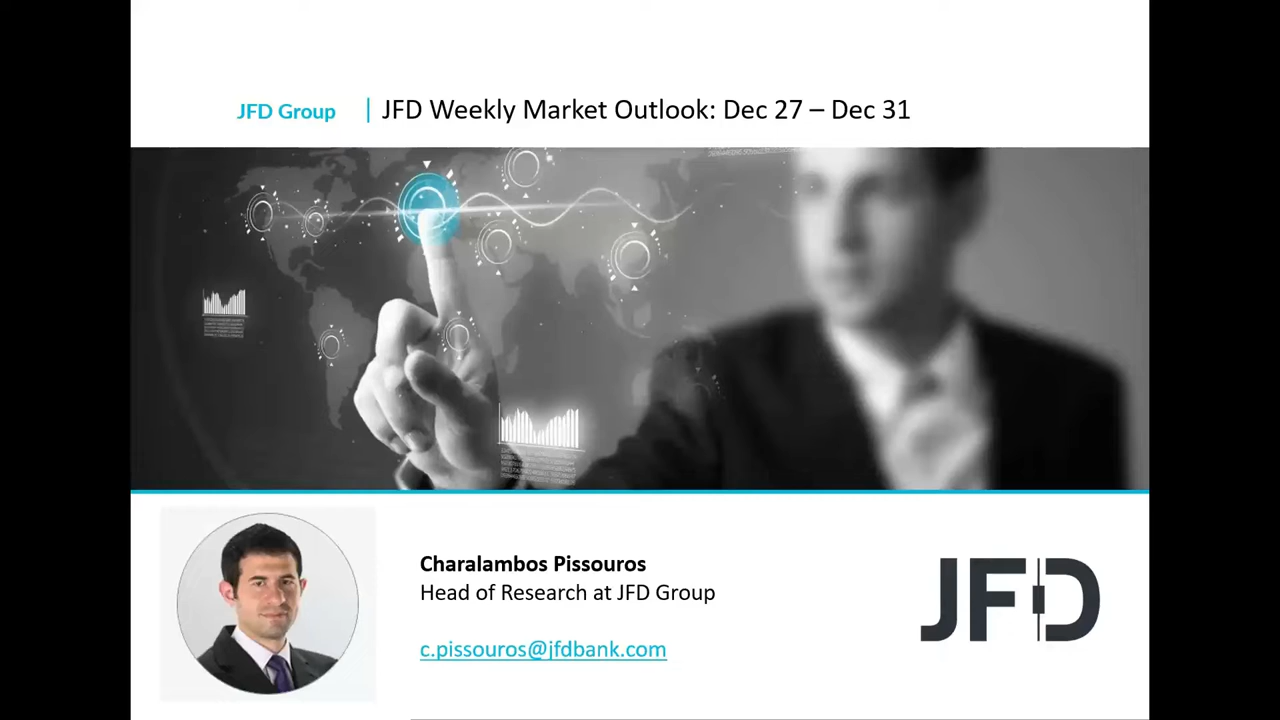 JFD Group | JFD Weekly Market Outlook: Dec 27 – Dec 31
Charalambos Pissouros
Head of Research at JFD Group
c.pissouros@jfdbank.com
JFD